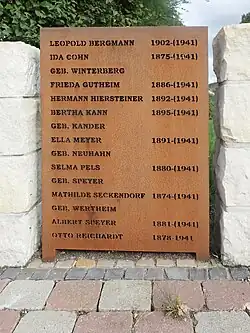 LEOPOLD BERGMANN 1902-(1941)
IDA COHN 1875-(1941)
GEB. WINTERBERG
FRIEDA GUTHEIM 1886-(1941)
HERMANN HIERSTEINER 1892-(1941)
BERTHA KANN 1895-(1941)
GEB. KANDER
ELLA MEYER 1891-(1941)
GEB. NEUHAHN
SELMA PELS 1880-(1941)
GEB. SPEYER
MATHILDE SECKENDORF 1874-(1941)
GEB. WERTHEIM
ALBERT SPEYER 1881-(1941)
OTTO REICHARDT 1878-1941